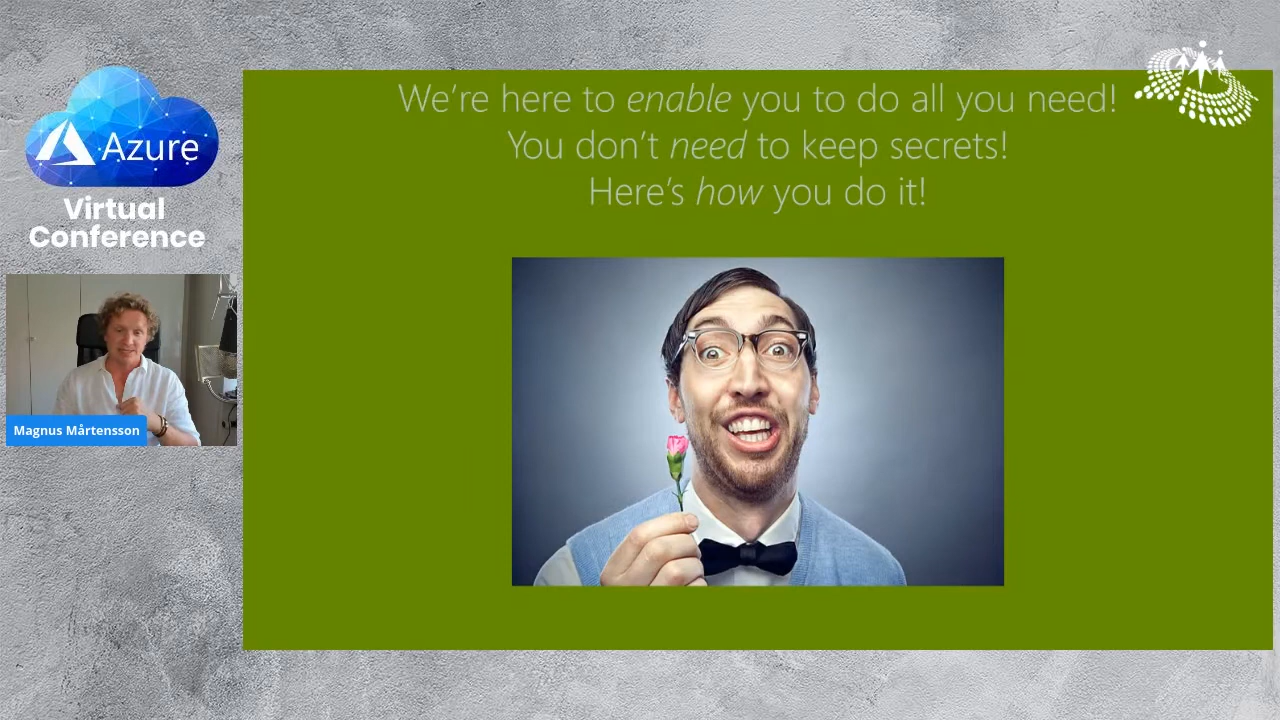 Azure
Virtual
Conference
Magnus Mårtensson
We're here to enable you to do all you need!
You don't need to keep secrets!
Here's how you do it!